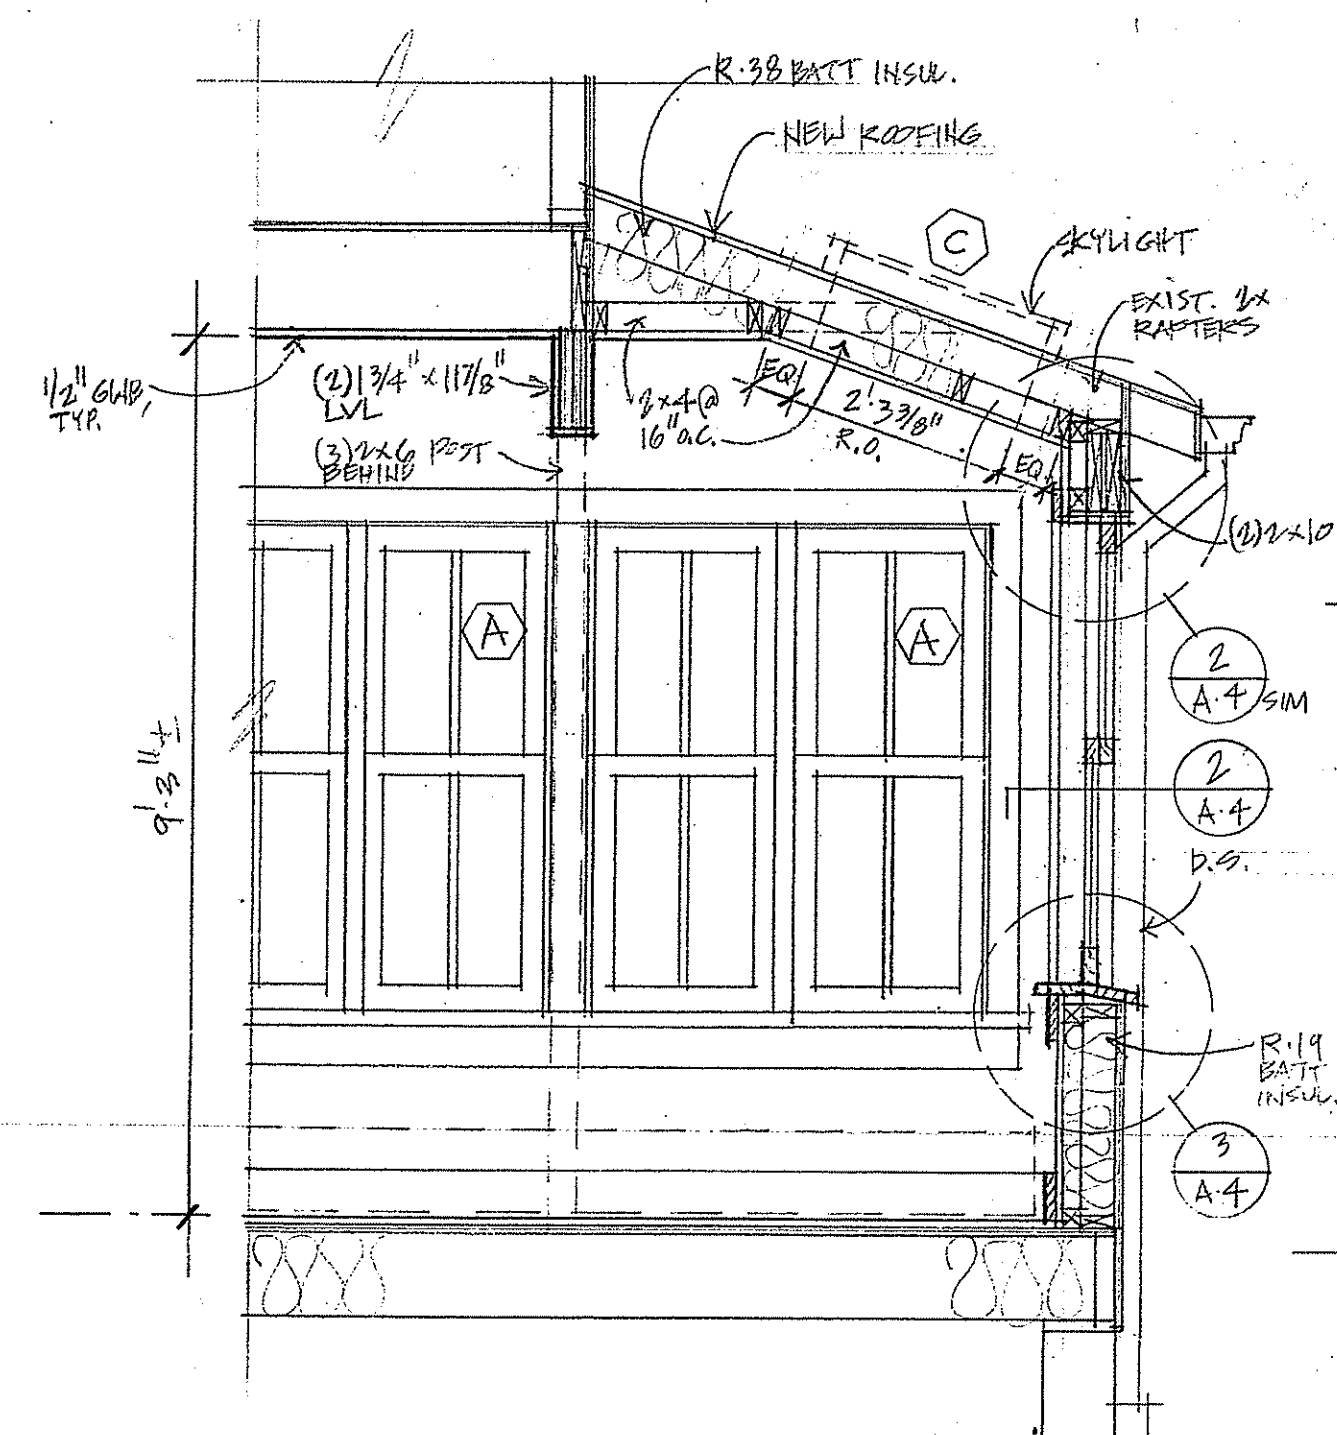 R-38 BATT INSUL.
NEW ROOFING
C
SKYLIGHT
EXIST. 2x
RAFTERS
1/2" GWB,
TYP.
(2) 1 3/4" x 11 7/8"
LVL
(3) 2x6 POST
BEHIND
2x4 @
16" O.C.
EQ.
2'-3 3/8"
R.O.
EQ.
(2) 2x10
A
A
2
A.4 SIM
2
A.4
9'-3" ±
D.S.
R-19
BATT
INSUL.
3
A.4